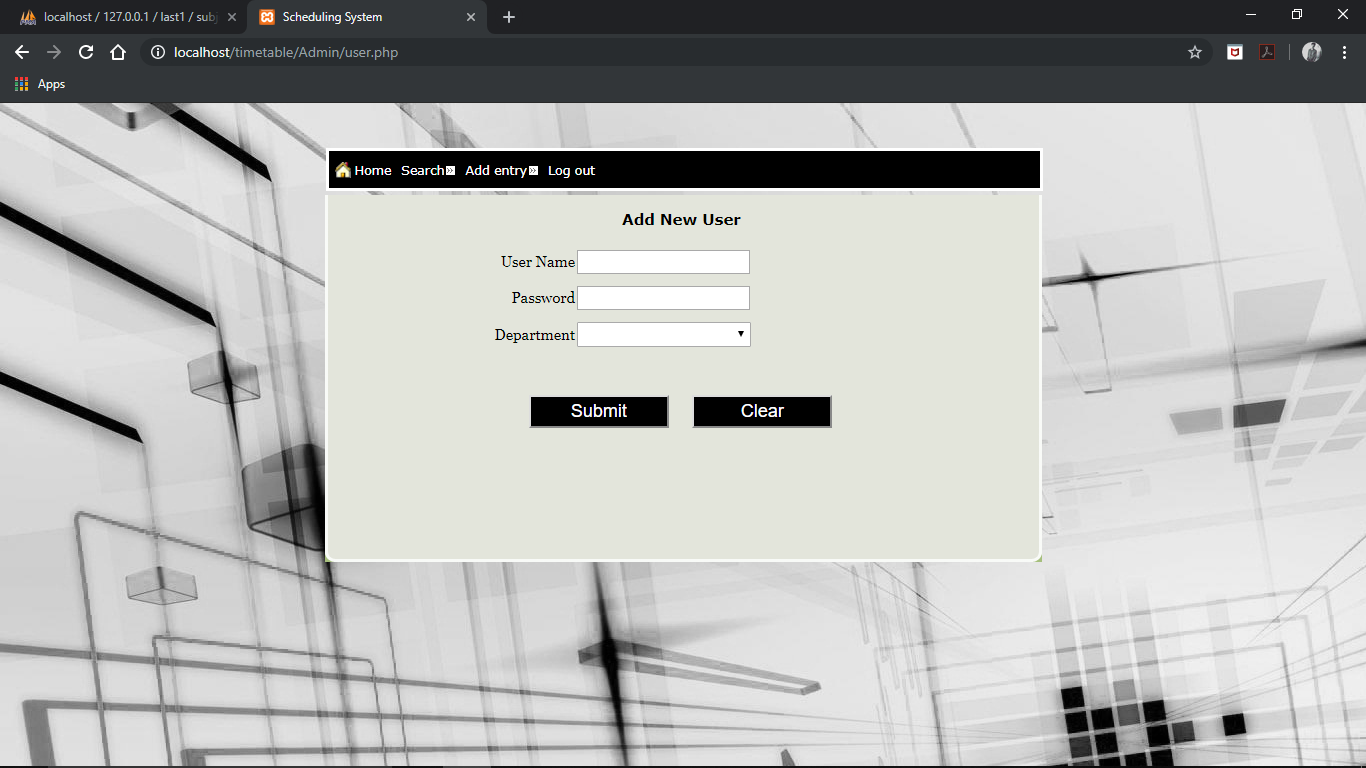 localhost / 127.0.0.1 / last1 / sub
Scheduling System
localhost/timetable/Admin/user.php
Apps
Home Search Add entry Log out
Add New User
User Name
Password
Department
Submit Clear